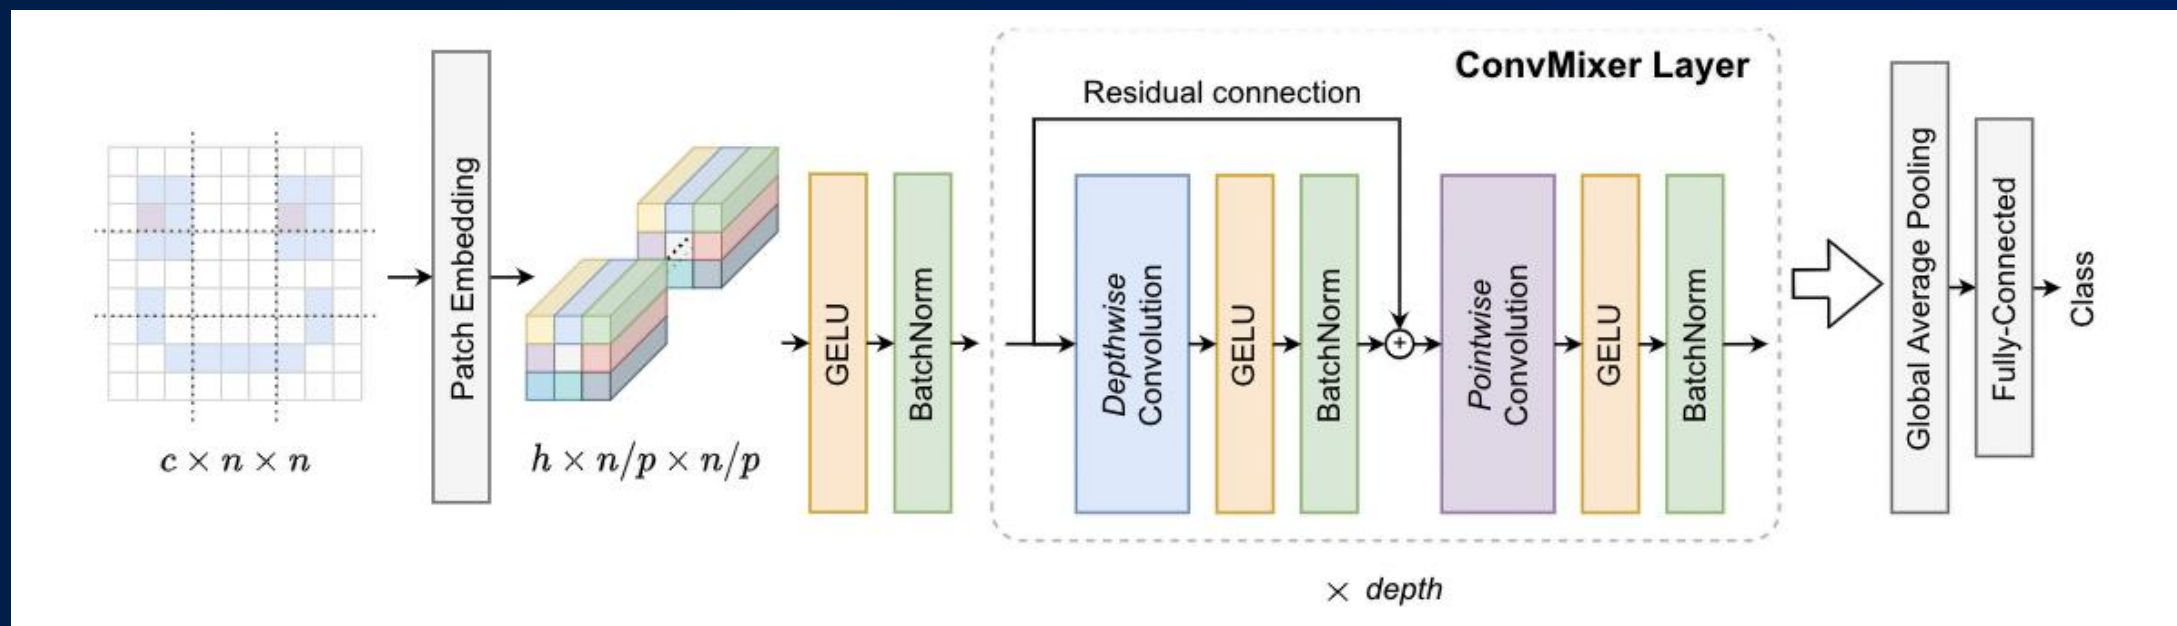 ConvMixer Layer
Residual connection
c × n × n
Patch Embedding
h × n/p × n/p
GELU
BatchNorm
Depthwise
Convolution
GELU
BatchNorm
+
Pointwise
Convolution
GELU
BatchNorm
× depth
Global Average Pooling
Fully-Connected
Class